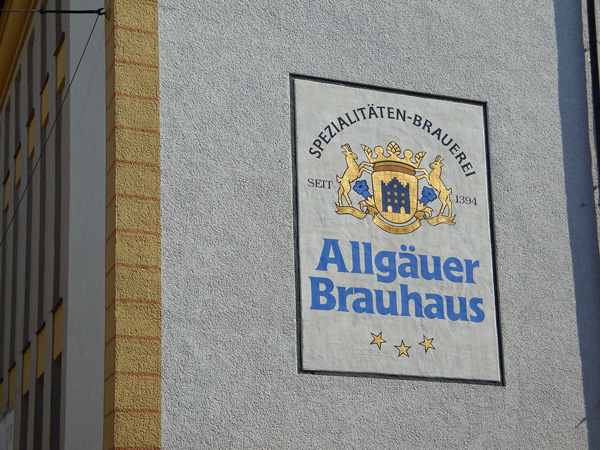 SPEZIALITÄTEN-BRAUEREI
SEIT 1394
Allgäuer
Brauhaus